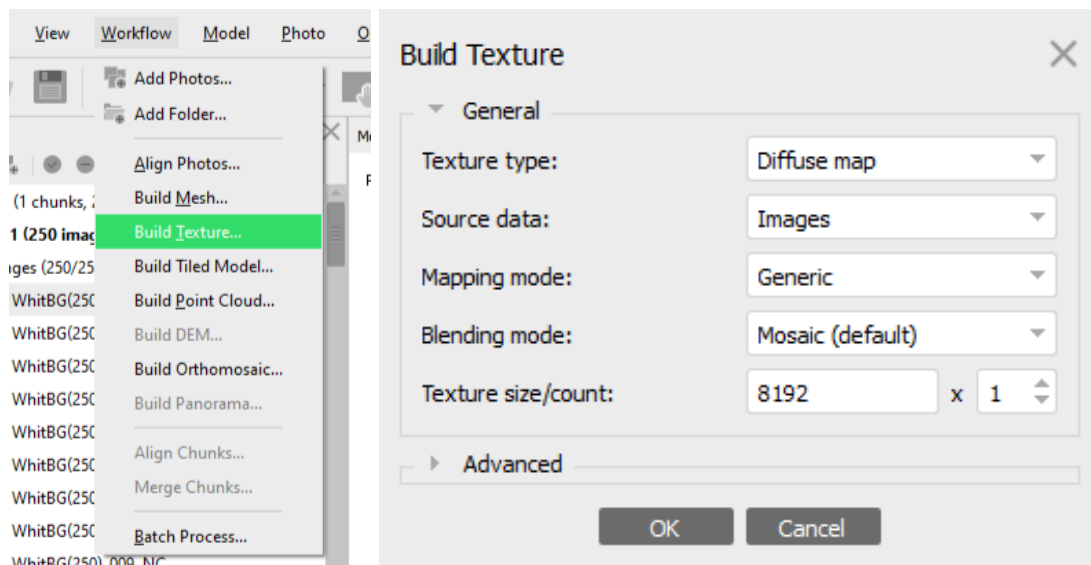 View Workflow Model Photo
Add Photos...
Add Folder...
Align Photos...
(1 chunks,
Build Mesh...
1 (250 imag
Build Texture...
ages (250/25
Build Tiled Model...
WhitBG(250
Build Point Cloud...
WhitBG(250
Build DEM...
WhitBG(250
Build Orthomosaic...
WhitBG(250
Build Panorama...
WhitBG(250
Align Chunks...
WhitBG(250
Merge Chunks...
WhitBG(250
WhitBG(250
Batch Process...
WhitBG(250) 009 NC
Build Texture
General
Texture type: Diffuse map
Source data: Images
Mapping mode: Generic
Blending mode: Mosaic (default)
Texture size/count: 8192 x 1
Advanced
OK Cancel